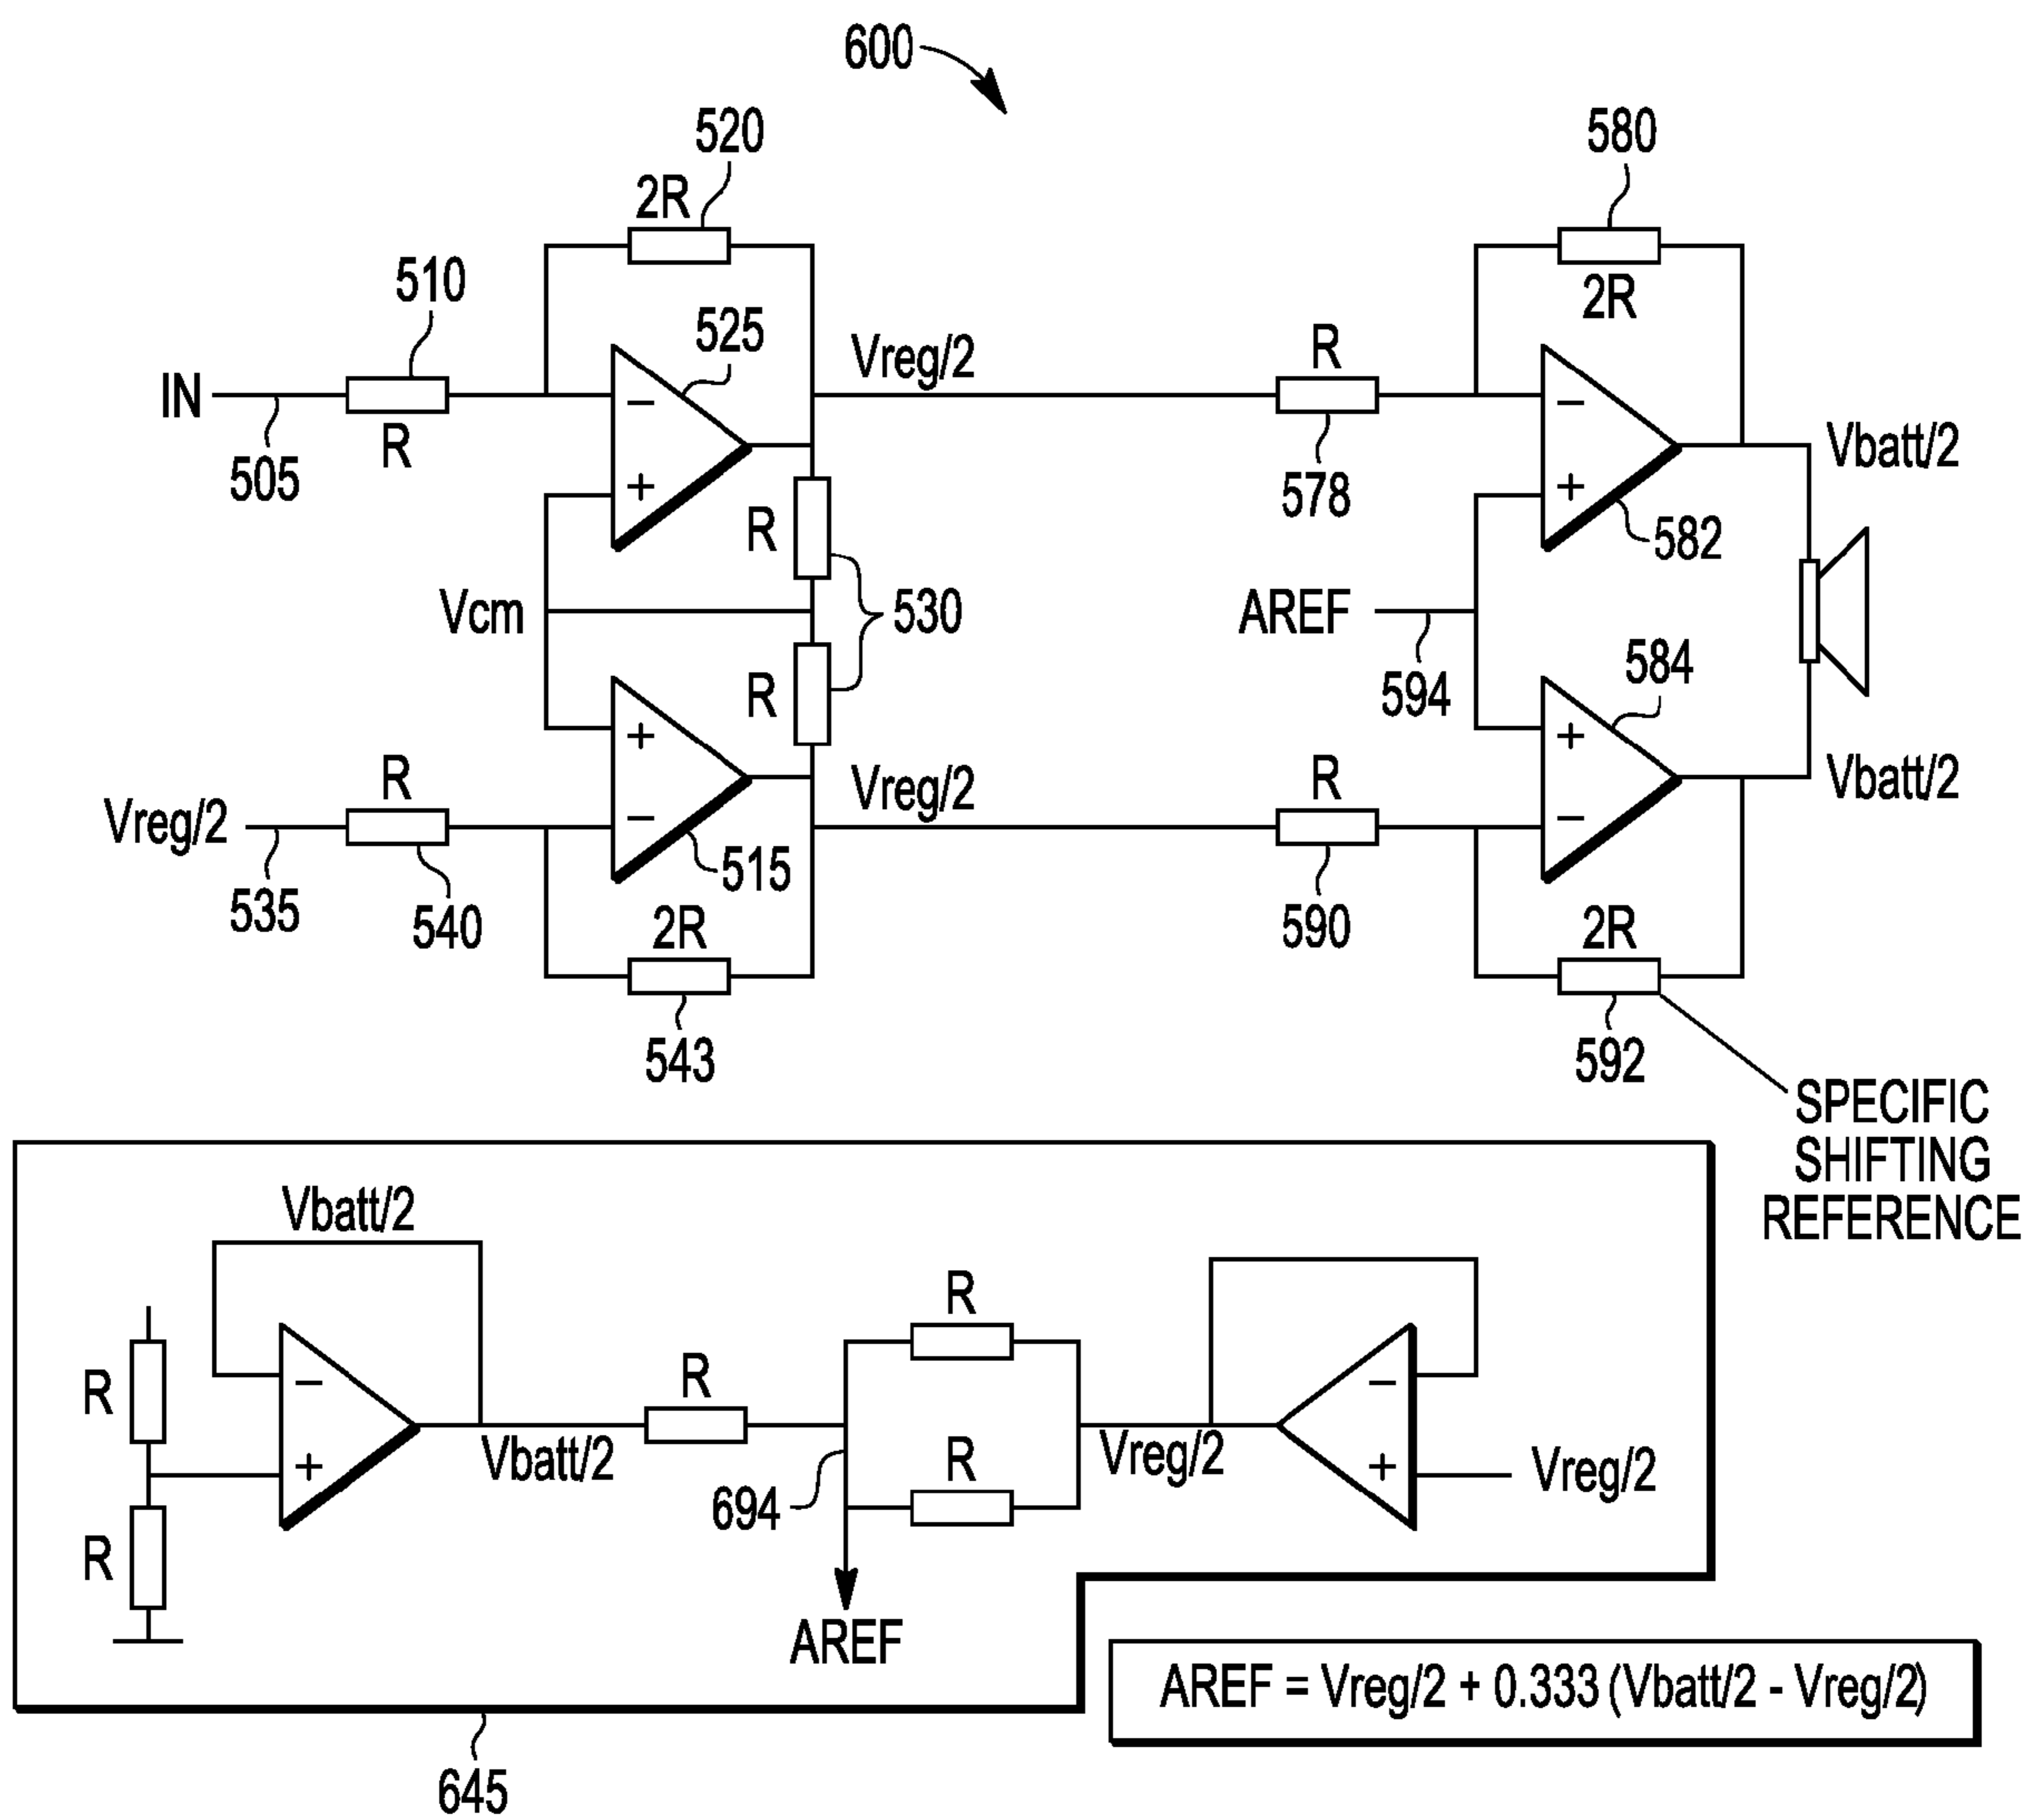 600
520
580
2R
510
525
2R
IN
R
505
Vreg/2
R
578
Vbatt/2
582
−
+
−
+
R
Vcm
530
AREF
594
584
R
+
−
+
−
Vreg/2
535
R
540
515
Vreg/2
R
590
Vbatt/2
2R
543
2R
592
SPECIFIC
SHIFTING
REFERENCE
Vbatt/2
R
R
−
+
Vbatt/2
R
694
R
R
Vreg/2
−
+
Vreg/2
AREF
AREF = Vreg/2 + 0.333 (Vbatt/2 - Vreg/2)
645